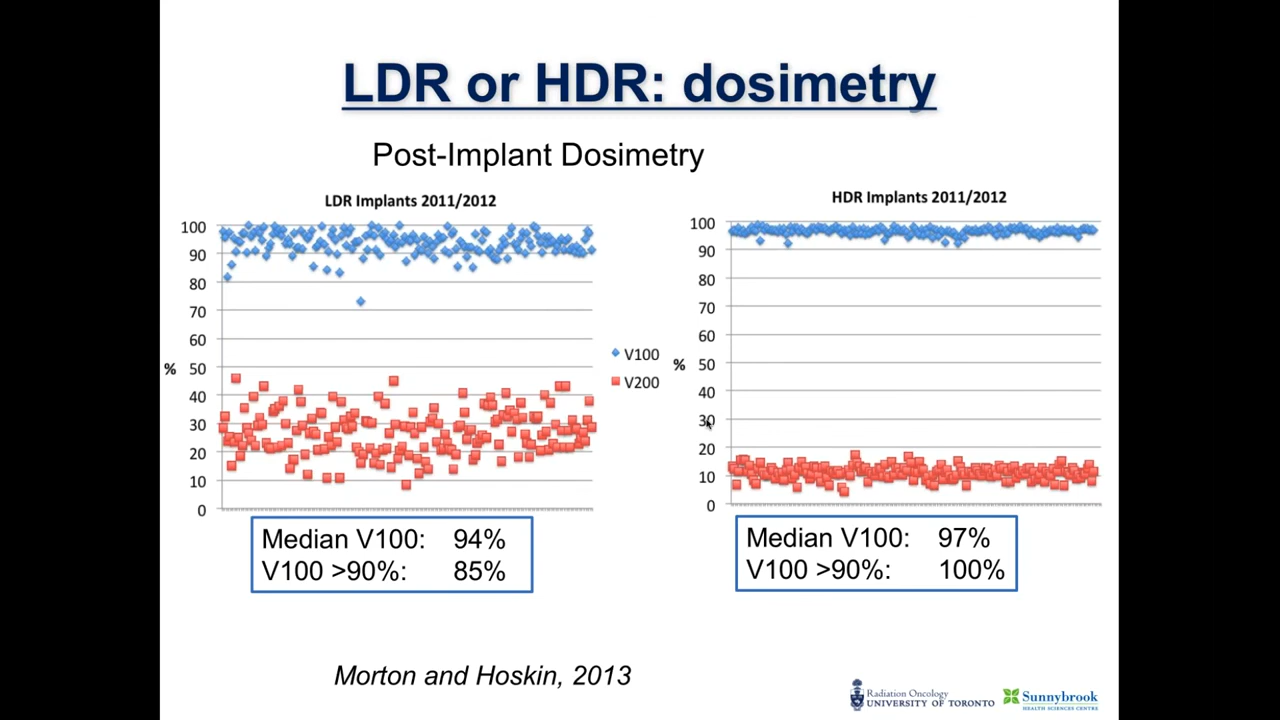 LDR or HDR: dosimetry
Post-Implant Dosimetry
LDR Implants 2011/2012
100
90
80
70
60
50
40
30
20
10
0
%
V100
V200
HDR Implants 2011/2012
100
90
80
70
60
50
40
30
20
10
0
%
Median V100: 94%
V100 >90%: 85%
Median V100: 97%
V100 >90%: 100%
Morton and Hoskin, 2013
Radiation Oncology
UNIVERSITY OF TORONTO
Sunnybrook
HEALTH SCIENCES CENTRE